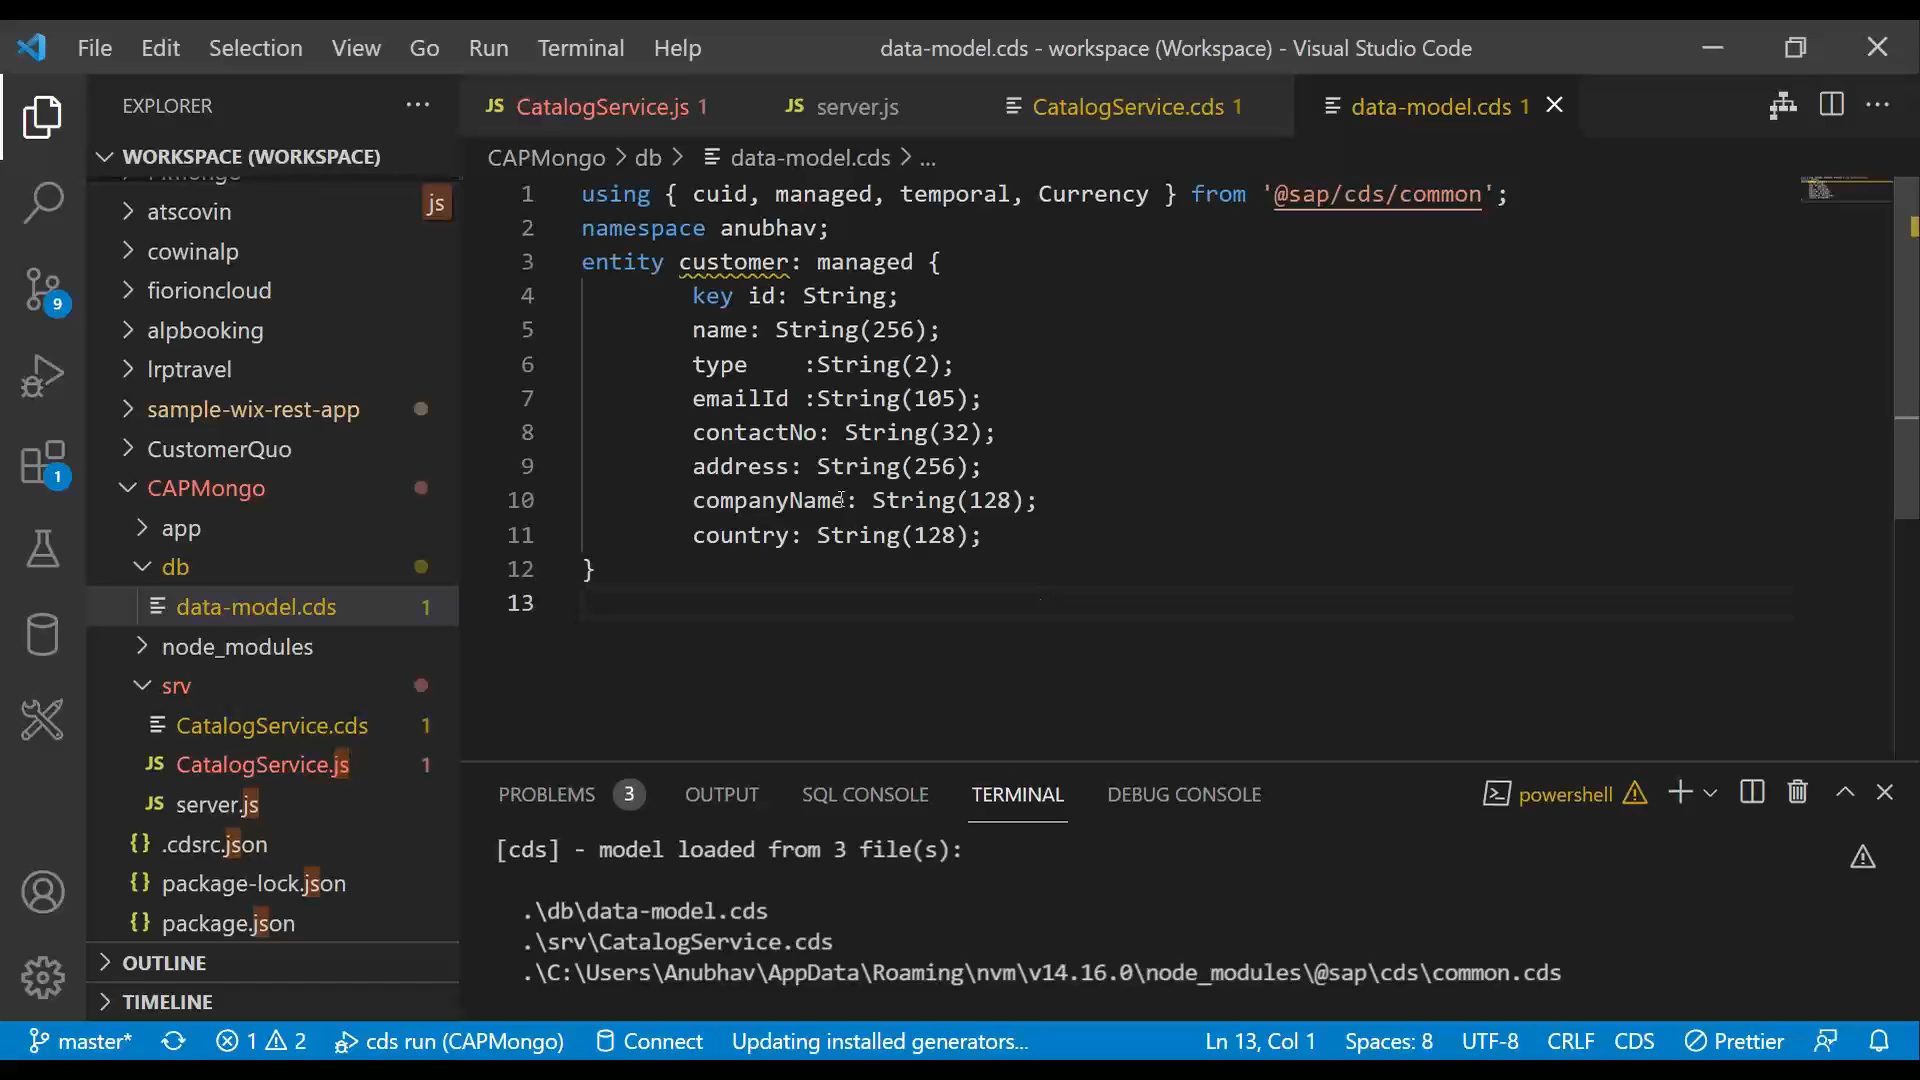 File Edit Selection View Go Run Terminal Help
data-model.cds - workspace (Workspace) - Visual Studio Code
EXPLORER
JS CatalogService.js 1
JS server.js
CatalogService.cds 1
data-model.cds 1
WORKSPACE (WORKSPACE)
js
atscovin
cowinalp
fiorioncloud
alpbooking
lrptravel
sample-wix-rest-app
CustomerQuo
CAPMongo
app
db
data-model.cds 1
node_modules
srv
CatalogService.cds 1
JS CatalogService.js 1
JS server.js
{} .cdsrc.json
{} package-lock.json
{} package.json
OUTLINE
TIMELINE
9
1
CAPMongo > db > data-model.cds > ...
1 using { cuid, managed, temporal, Currency } from '@sap/cds/common';
2 namespace anubhav;
3 entity customer: managed {
4 key id: String;
5 name: String(256);
6 type :String(2);
7 emailId :String(105);
8 contactNo: String(32);
9 address: String(256);
10 companyName: String(128);
11 country: String(128);
12 }
13
PROBLEMS 3 OUTPUT SQL CONSOLE TERMINAL DEBUG CONSOLE
powershell
[cds] - model loaded from 3 file(s):
.\db\data-model.cds
.\srv\CatalogService.cds
.\C:\Users\Anubhav\AppData\Roaming\nvm\v14.16.0\node_modules\@sap\cds\common.cds
master* 1 2 cds run (CAPMongo) Connect Updating installed generators... Ln 13, Col 1 Spaces: 8 UTF-8 CRLF CDS Prettier